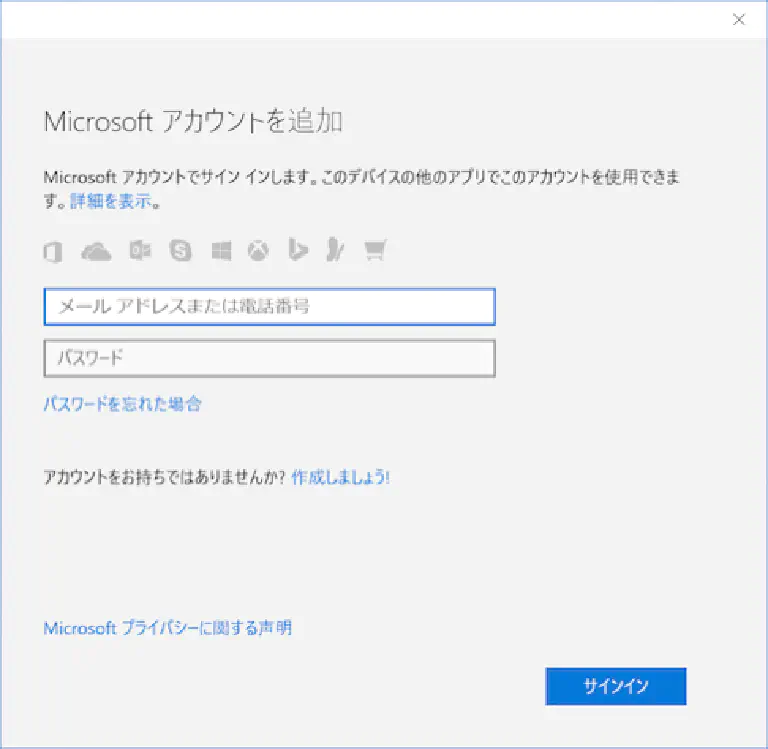 Microsoft アカウントを追加
Microsoft アカウントでサイン インします。このデバイスの他のアプリでこのアカウントを使用できま
す。詳細を表示。
メール アドレスまたは電話番号
パスワード
パスワードを忘れた場合
アカウントをお持ちではありませんか? 作成しましょう!
Microsoft プライバシーに関する声明
サインイン